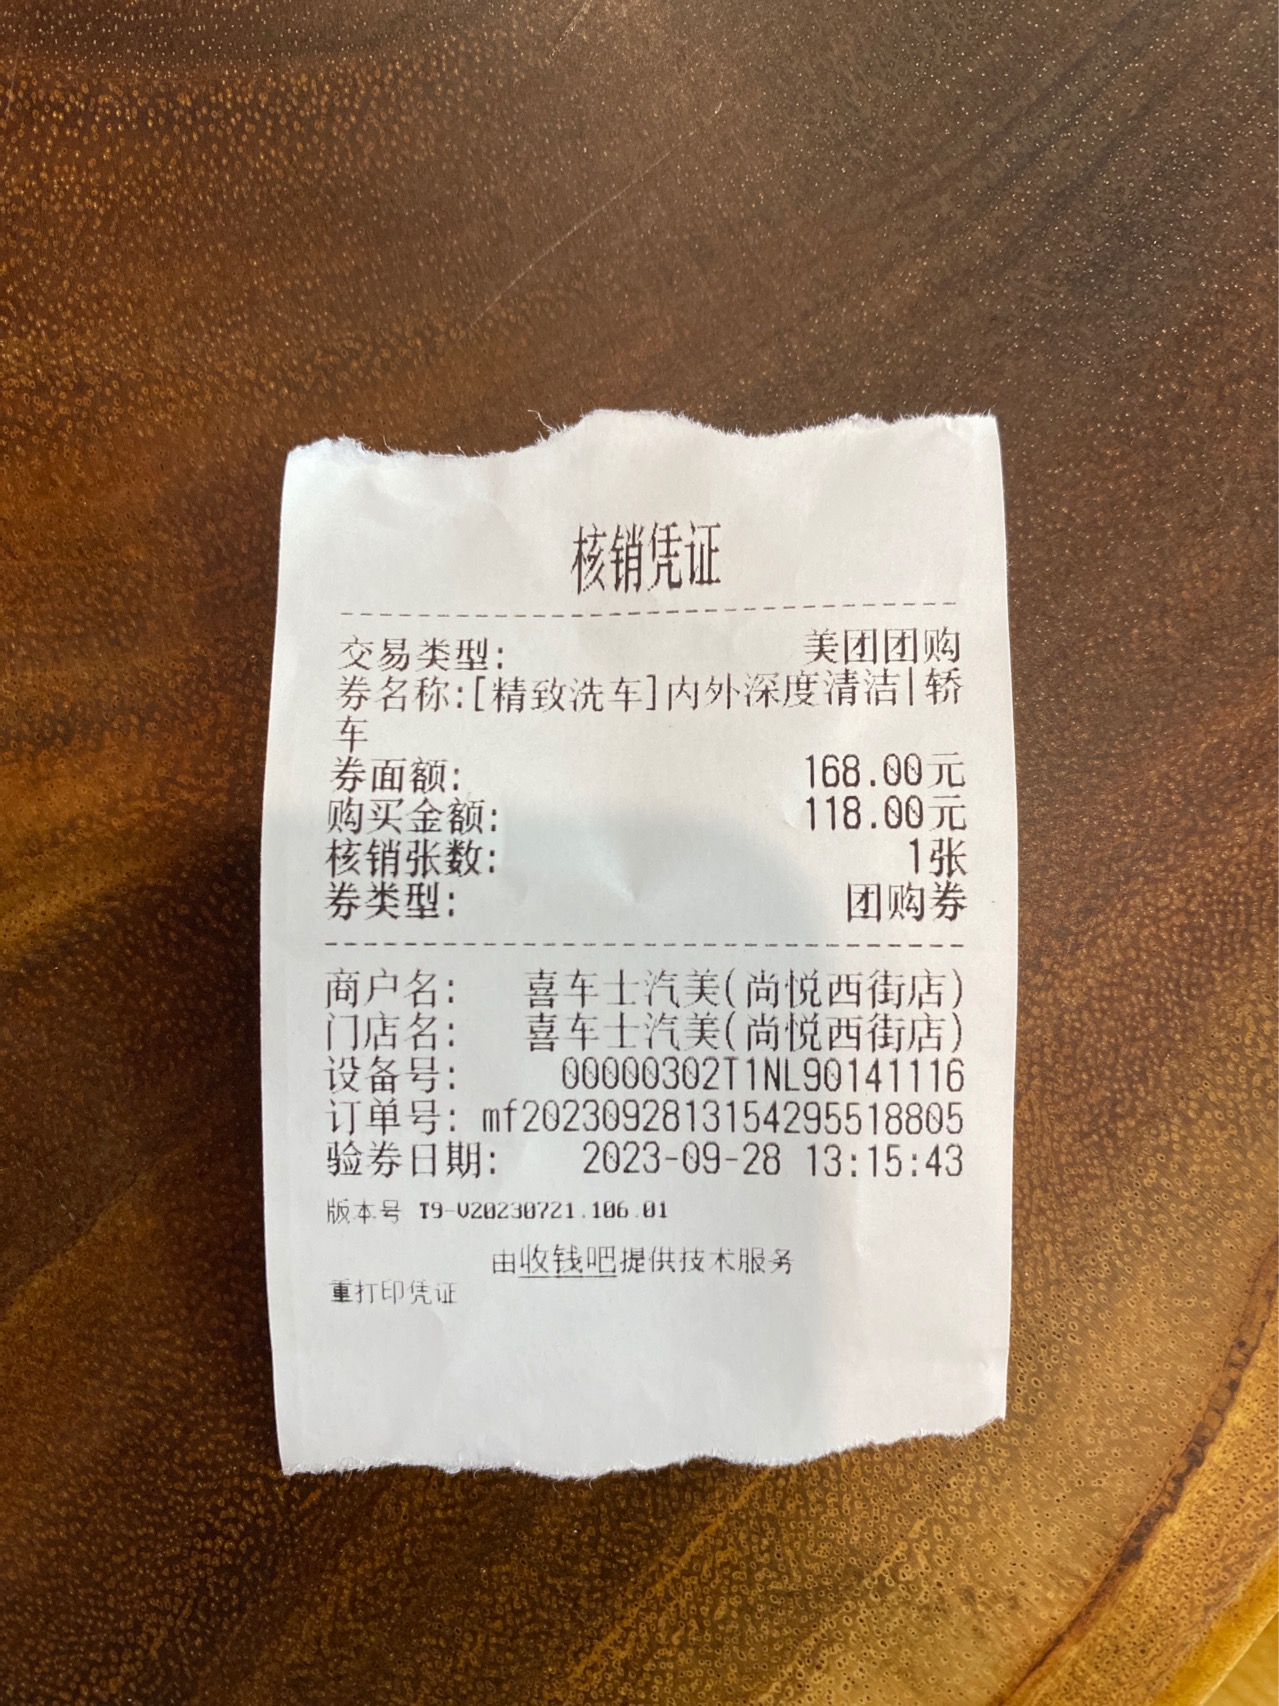 核销凭证
交易类型: 美团团购
券名称:[精致洗车]内外深度清洁|轿
车
券面额: 168.00元
购买金额: 118.00元
核销张数: 1张
券类型: 团购券
商户名: 喜车士汽美(尚悦西街店)
门店名: 喜车士汽美(尚悦西街店)
设备号: 00000302T1NL90141116
订单号: mf20230928131542955188​05
验券日期: 2023-09-28 13:15:43
版本号 T9-V20230721.106.01
由收钱吧提供技术服务
重打印凭证